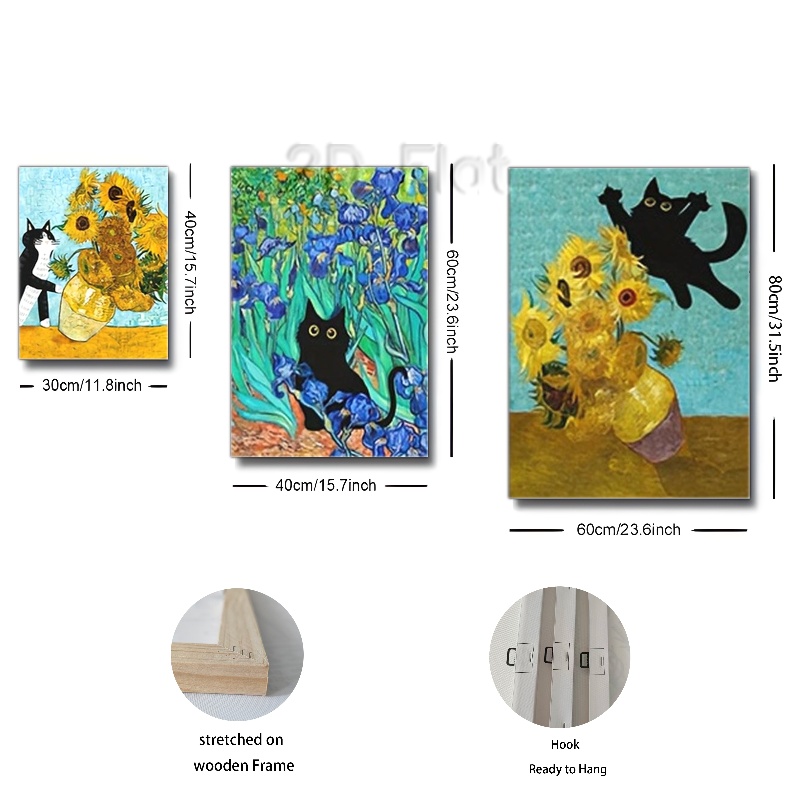 2D Flat
40cm/15.7inch
30cm/11.8inch
60cm/23.6inch
40cm/15.7inch
80cm/31.5inch
60cm/23.6inch
stretched on
wooden Frame
Hook
Ready to Hang